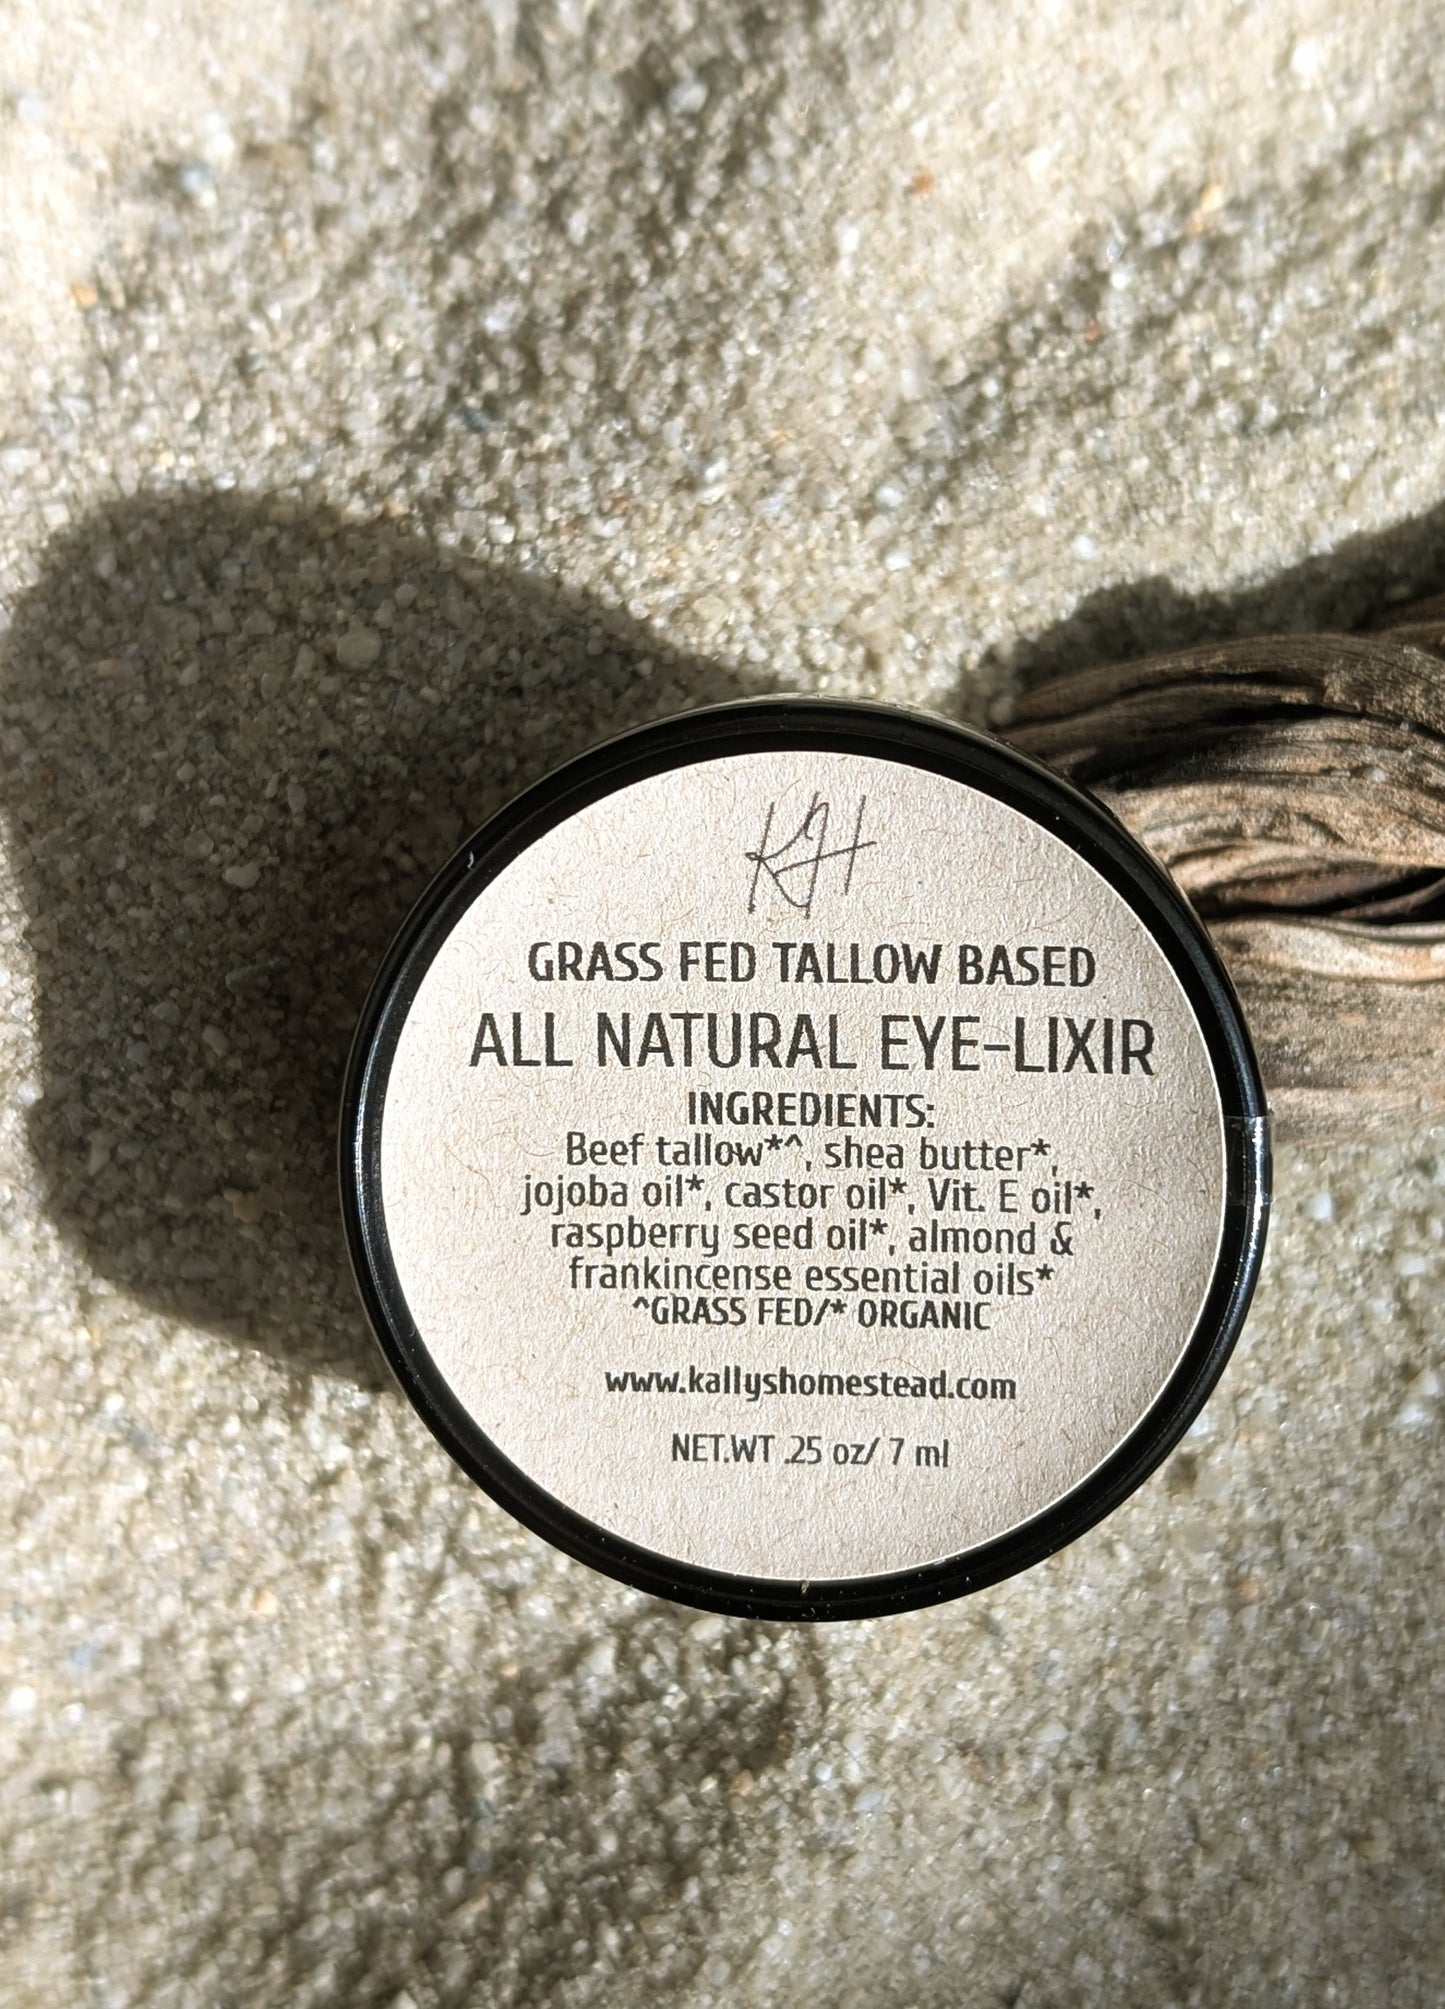 KJH
GRASS FED TALLOW BASED
ALL NATURAL EYE-LIXIR
INGREDIENTS:
Beef tallow*^, shea butter*,
jojoba oil*, castor oil*, Vit. E oil*,
raspberry seed oil*, almond &
frankincense essential oils*
^GRASS FED/* ORGANIC
www.kallyshomestead.com
NET.WT .25 oz/ 7 ml